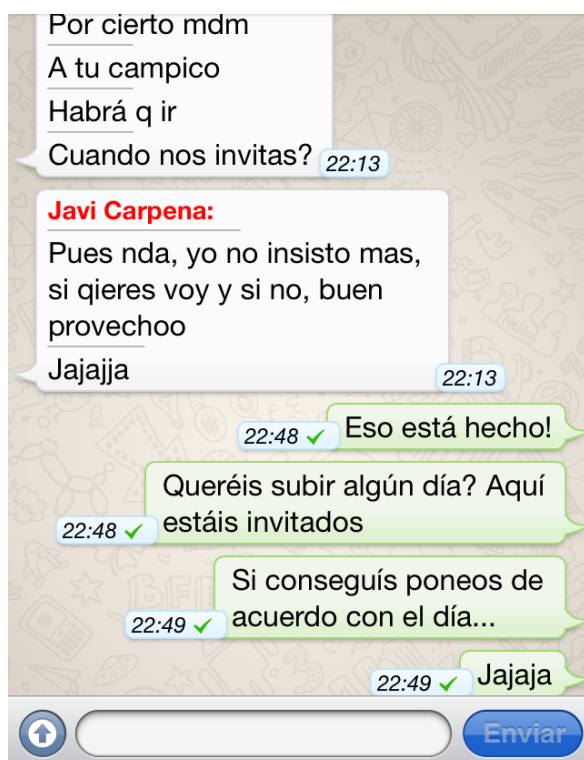 Por cierto mdm
A tu campico
Habrá q ir
Cuando nos invitas? 22:13
Javi Carpena:
Pues nda, yo no insisto mas,
si qieres voy y si no, buen
provechoo
Jajajja
22:13
22:48 Eso está hecho!
Queréis subir algún día? Aquí
22:48 estáis invitados
Si conseguís poneos de
22:49 acuerdo con el día...
22:49 Jajaja
Enviar